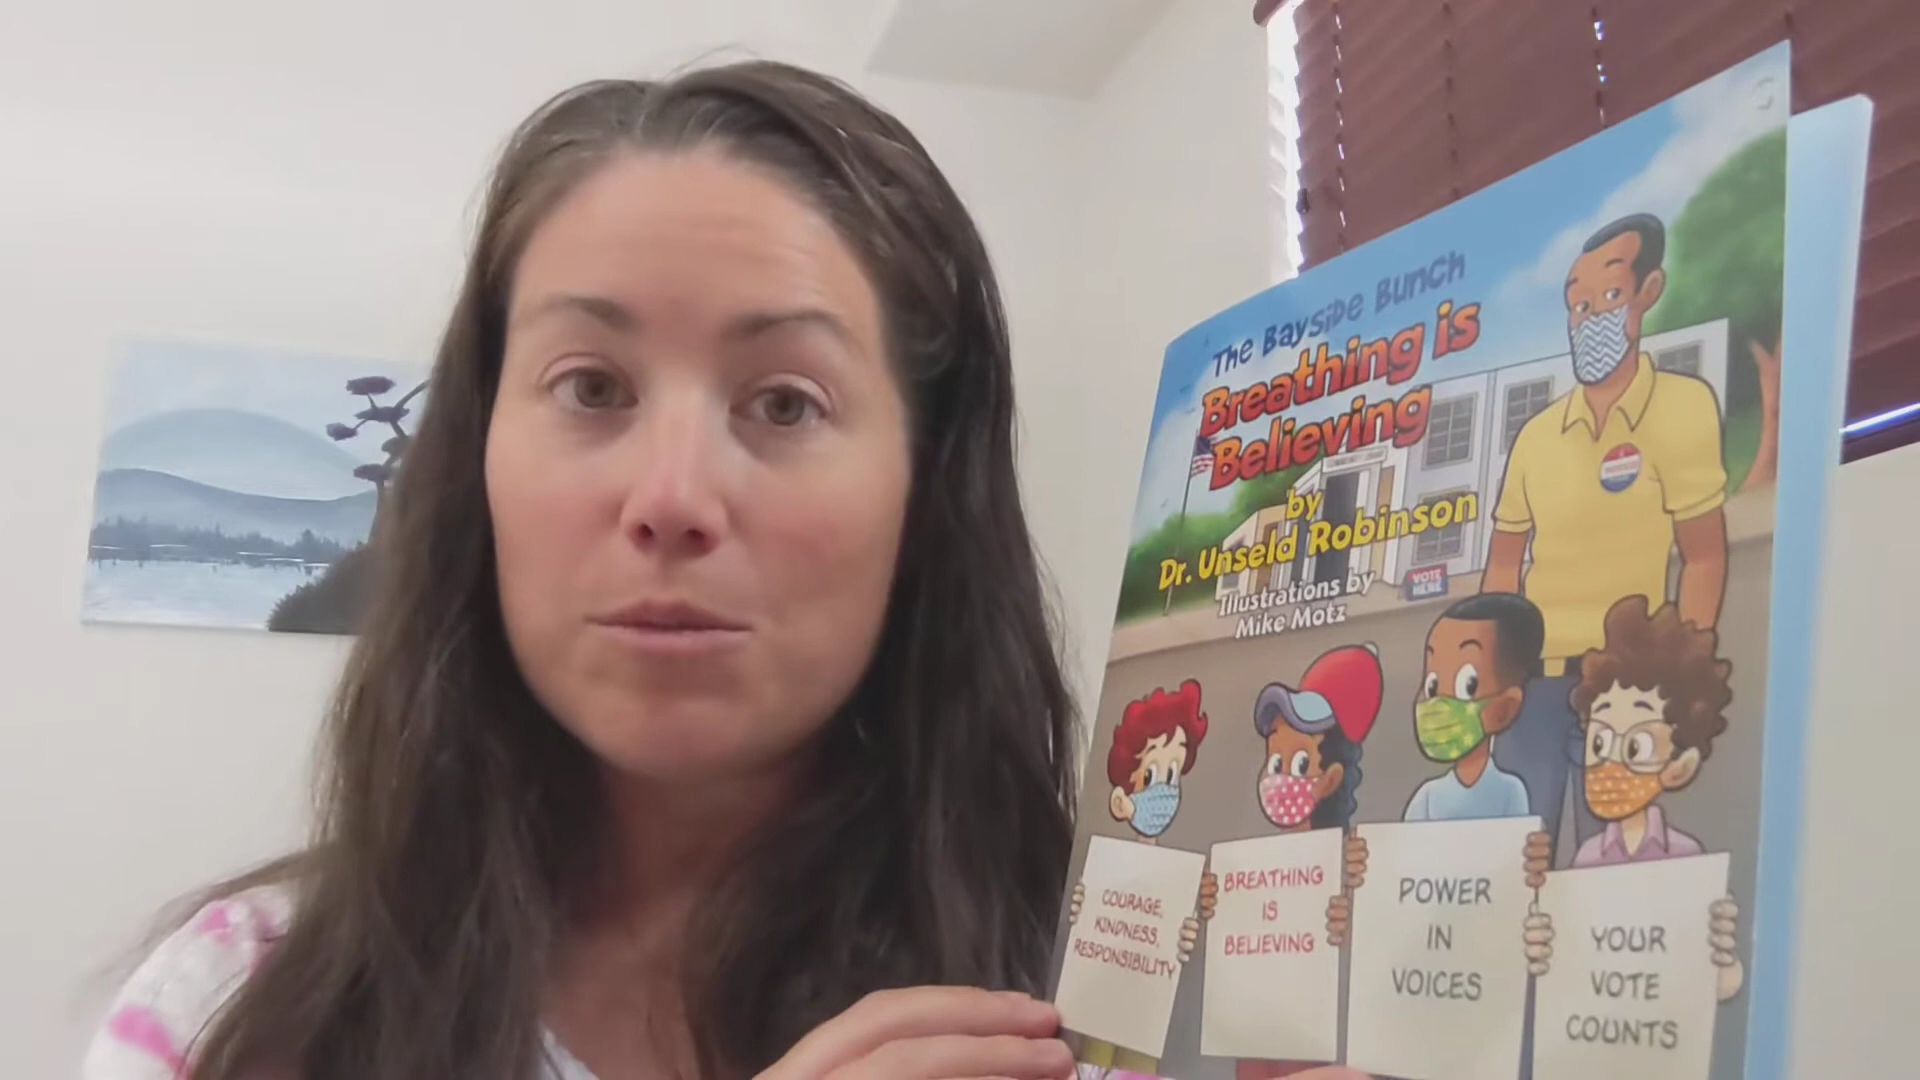 The Bayside Bunch
Breathing is
Believing
by
Dr. Unseld Robinson
Illustrations by
Mike Motz
VOTE
HERE
COURAGE,
KINDNESS,
RESPONSIBILITY
BREATHING
IS
BELIEVING
POWER
IN
VOICES
YOUR
VOTE
COUNTS